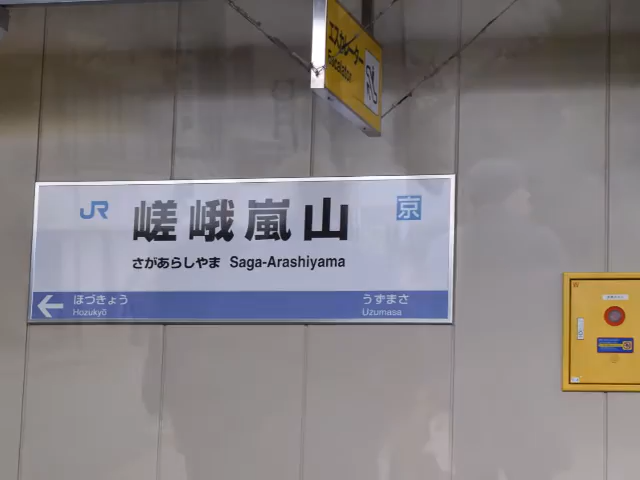 エスカレーター
Escalator
JR 嵯峨嵐山 京
さがあらしやま Saga-Arashiyama
ほづきょう うずまさ
Hozukyō Uzumasa